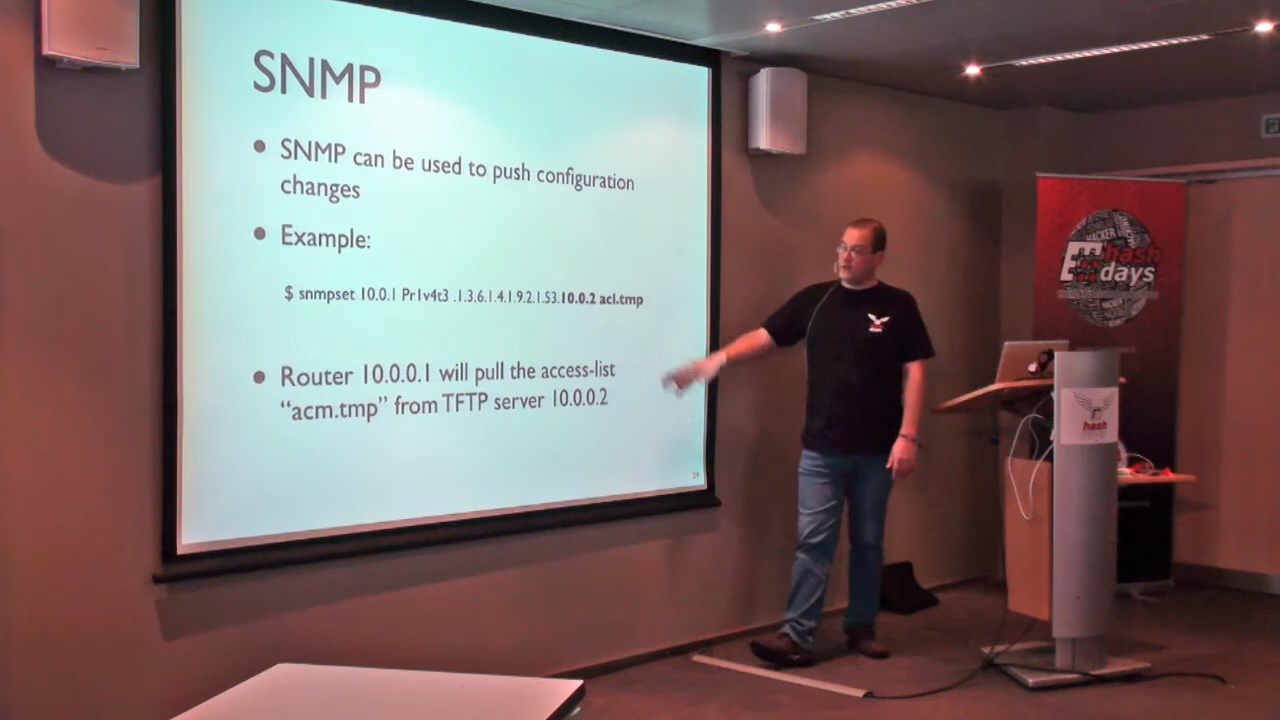 SNMP
• SNMP can be used to push configuration
changes
• Example:
$ snmpset 10.0.1 Pr1v4t3 .1.3.6.1.4.1.9.2.1.53.10.0.2 acl.tmp
• Router 10.0.0.1 will pull the access-list
“acm.tmp” from TFTP server 10.0.0.2
HACKER
hash
days
hash